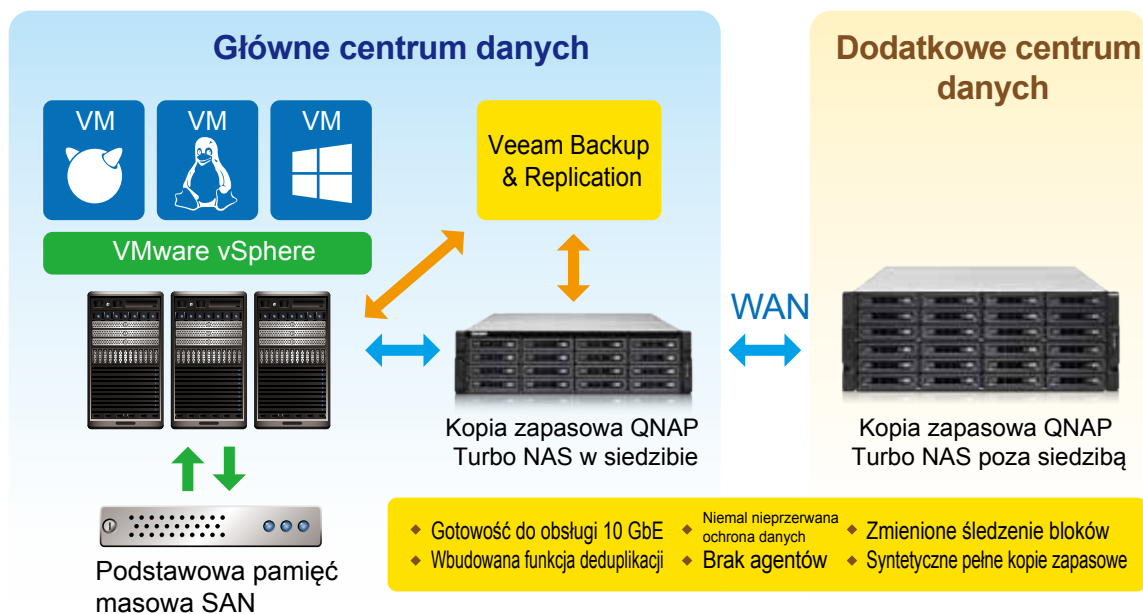 Główne centrum danych
Dodatkowe centrum
danych
VM
VM
VM
Veeam Backup
& Replication
VMware vSphere
WAN
Kopia zapasowa QNAP
Turbo NAS w siedzibie
Kopia zapasowa QNAP
Turbo NAS poza siedzibą
Podstawowa pamięć
masowa SAN
Gotowość do obsługi 10 GbE
Wbudowana funkcja deduplikacji
Niemal nieprzerwana
ochrona danych
Brak agentów
Zmienione śledzenie bloków
Syntetyczne pełne kopie zapasowe